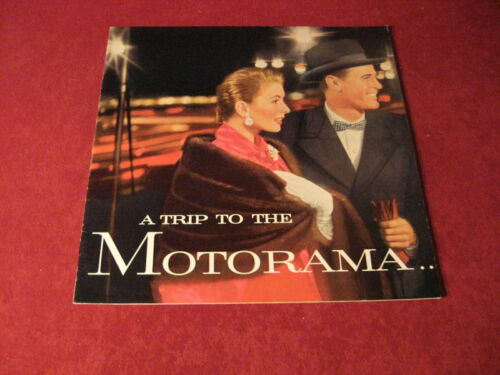 A TRIP TO THE
MOTORAMA..